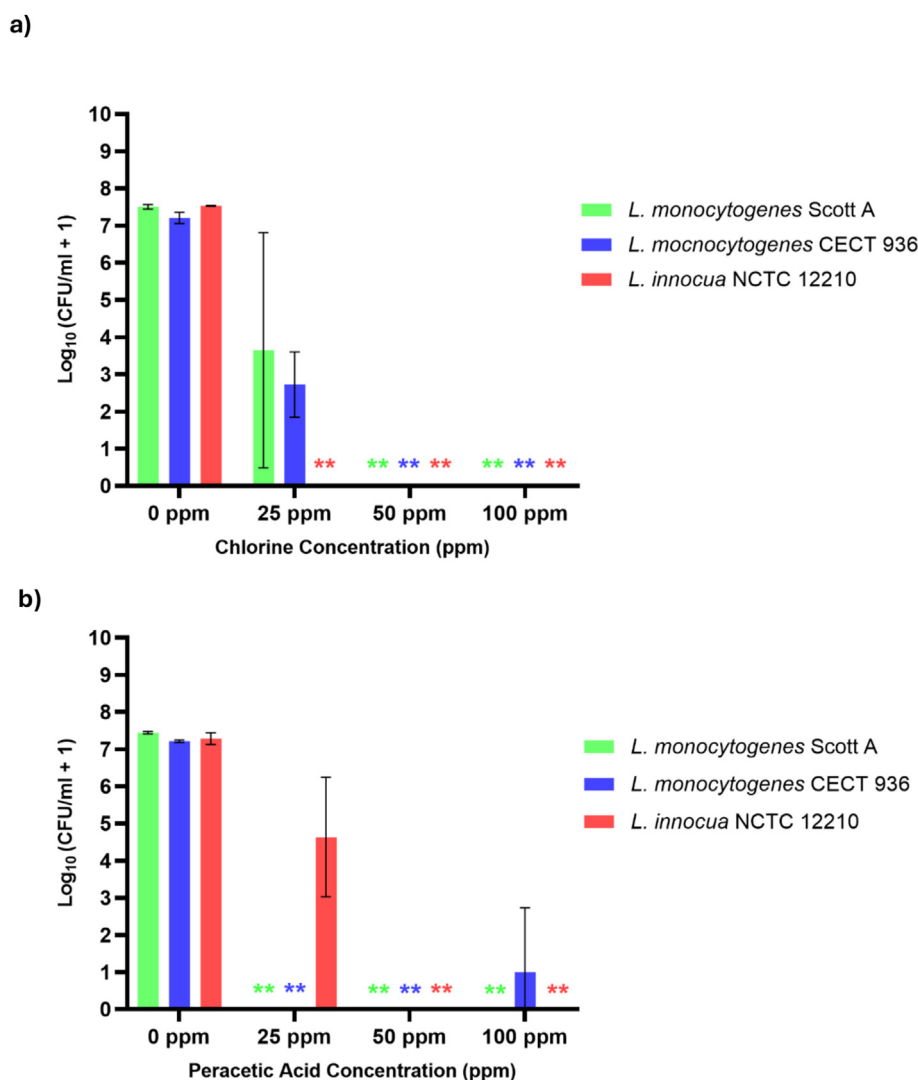 a)
10
9
8
7
6
5
4
3
2
1
0
Log10 (CFU/ml + 1)
L. monocytogenes Scott A
L. mocnocytogenes CECT 936
L. innocua NCTC 12210
** ** ** ** ** ** **
0 ppm 25 ppm 50 ppm 100 ppm
Chlorine Concentration (ppm)
b)
10
9
8
7
6
5
4
3
2
1
0
Log10 (CFU/ml + 1)
L. monocytogenes Scott A
L. monocytogenes CECT 936
L. innocua NCTC 12210
** ** ** ** ** ** **
0 ppm 25 ppm 50 ppm 100 ppm
Peracetic Acid Concentration (ppm)